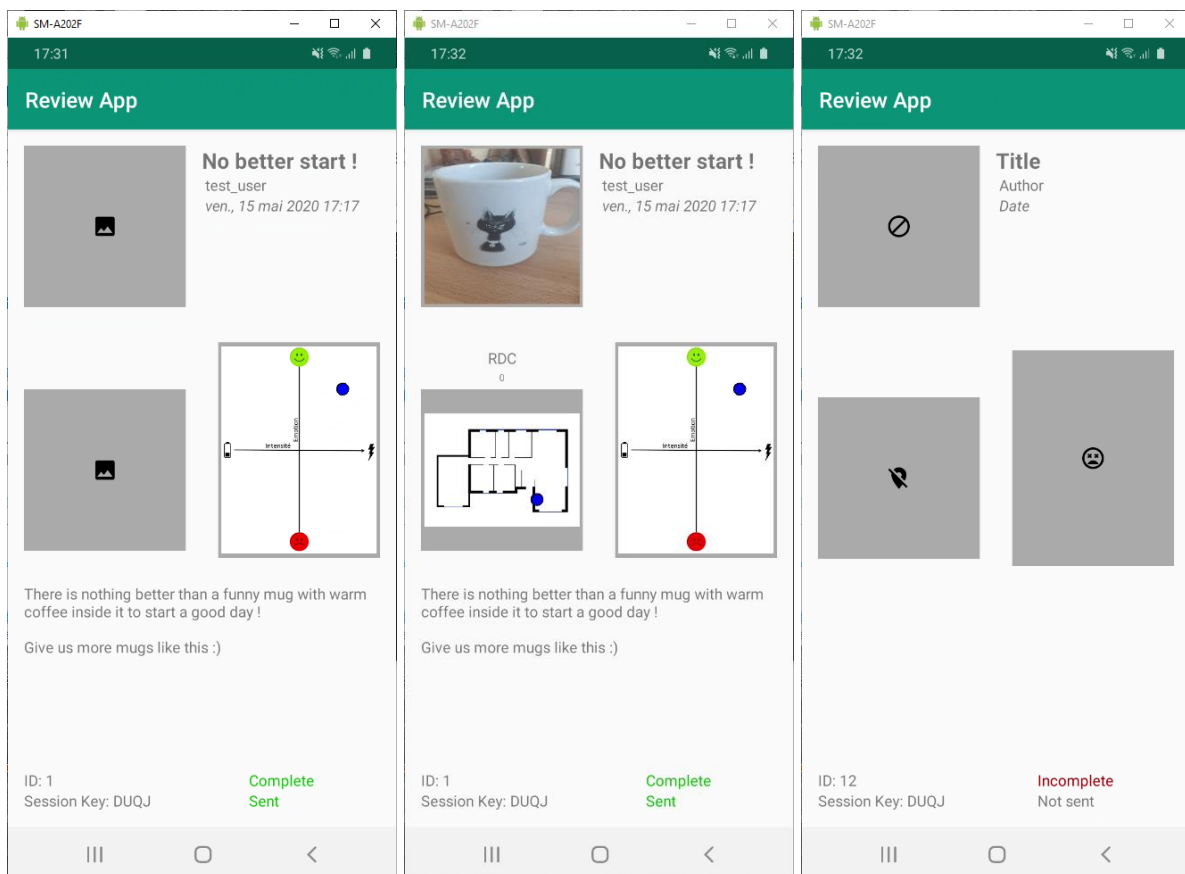 SM-A202F
17:31
Review App
No better start !
test_user
ven., 15 mai 2020 17:17
Emotion
Intensité
There is nothing better than a funny mug with warm
coffee inside it to start a good day !
Give us more mugs like this :)
ID: 1
Complete
Session Key: DUQJ
Sent
SM-A202F
17:32
Review App
No better start !
test_user
ven., 15 mai 2020 17:17
RDC
0
Emotion
Intensité
There is nothing better than a funny mug with warm
coffee inside it to start a good day !
Give us more mugs like this :)
ID: 1
Complete
Session Key: DUQJ
Sent
SM-A202F
17:32
Review App
Title
Author
Date
ID: 12
Incomplete
Session Key: DUQJ
Not sent